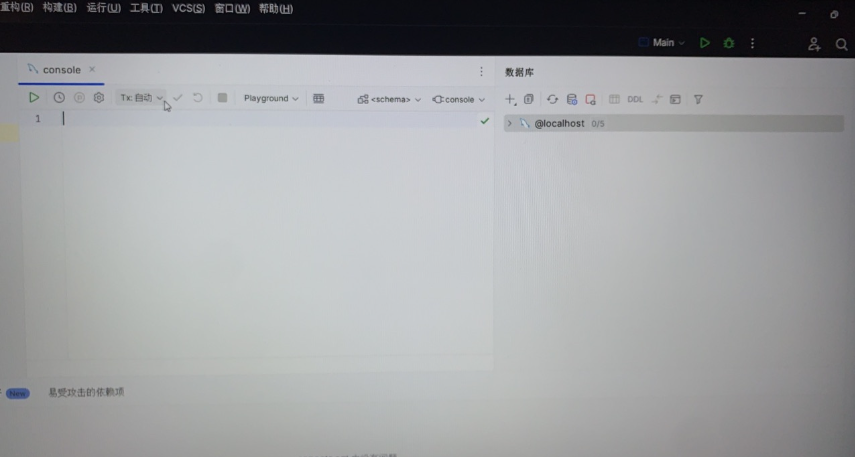 重构(R) 构建(B) 运行(U) 工具(T) VCS(S) 窗口(W) 帮助(H)
Main
console
数据库
Tx: 自动 Playground <schema> console DDL
1
@localhost 0/5
New 易受攻击的依赖项